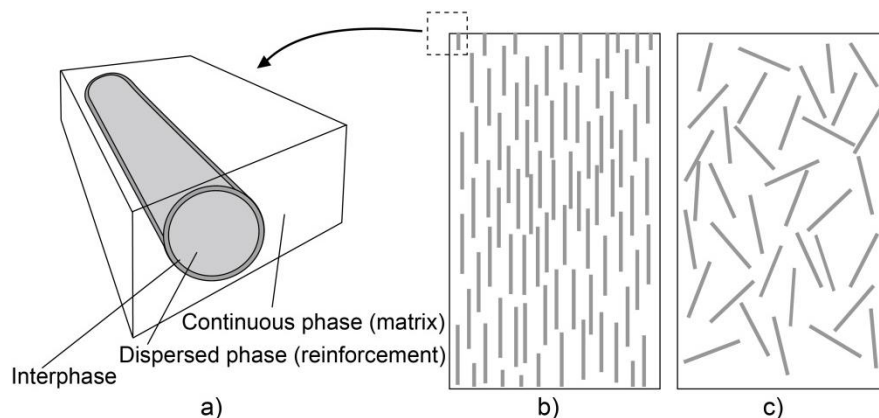 Continuous phase (matrix)
Dispersed phase (reinforcement)
Interphase
a)
b)
c)